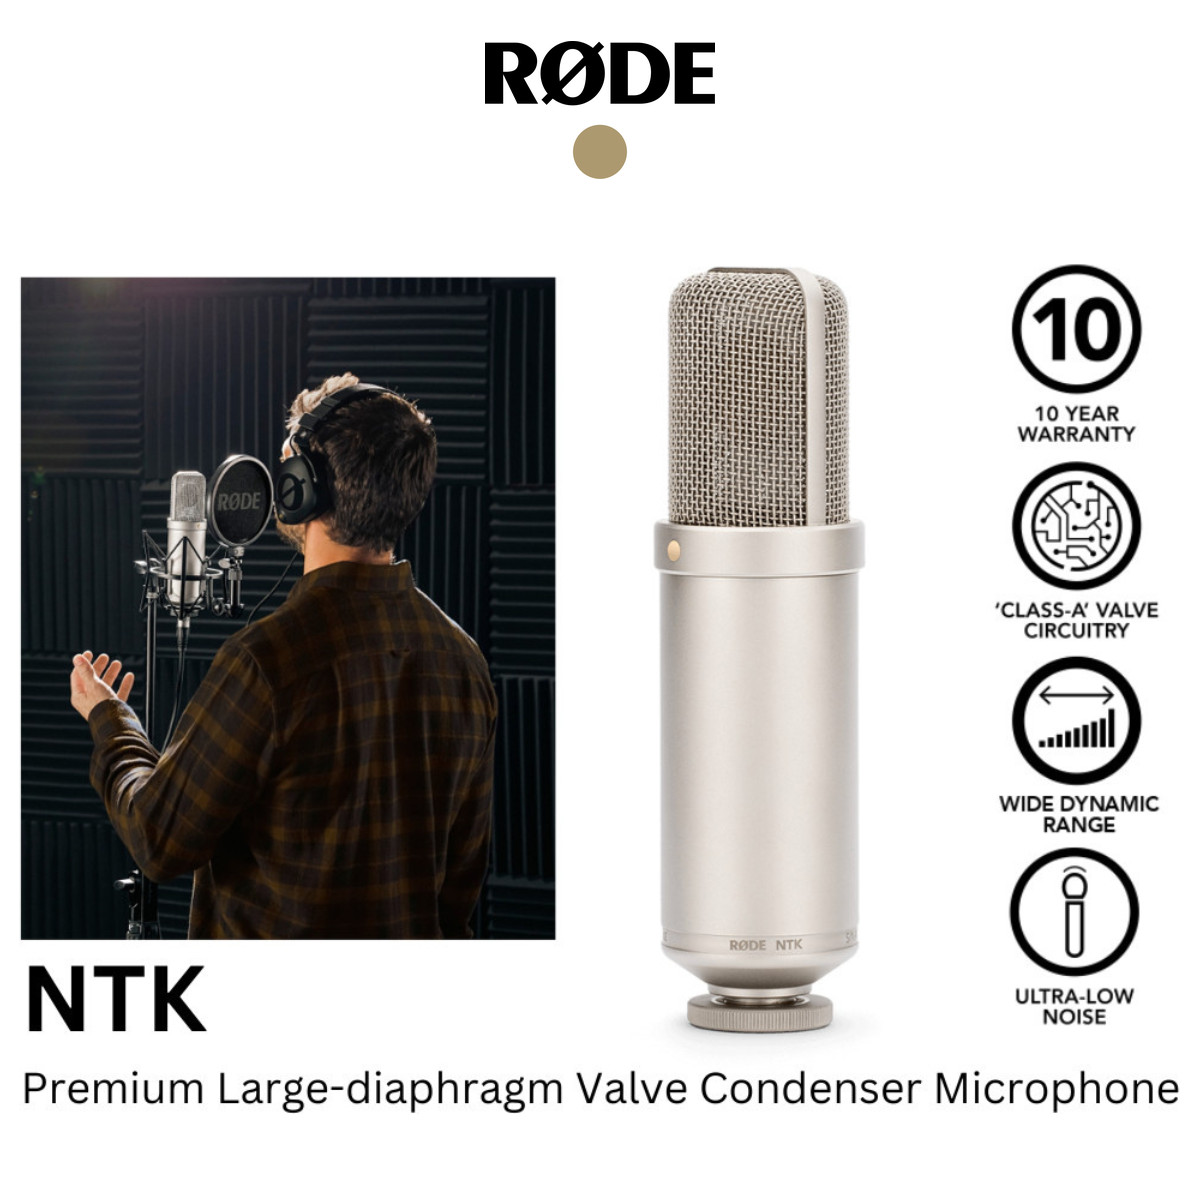 RØDE
RØDE
10
10 YEAR
WARRANTY
'CLASS-A' VALVE
CIRCUITRY
WIDE DYNAMIC
RANGE
RØDE NTK
ULTRA-LOW
NOISE
NTK
Premium Large-diaphragm Valve Condenser Microphone